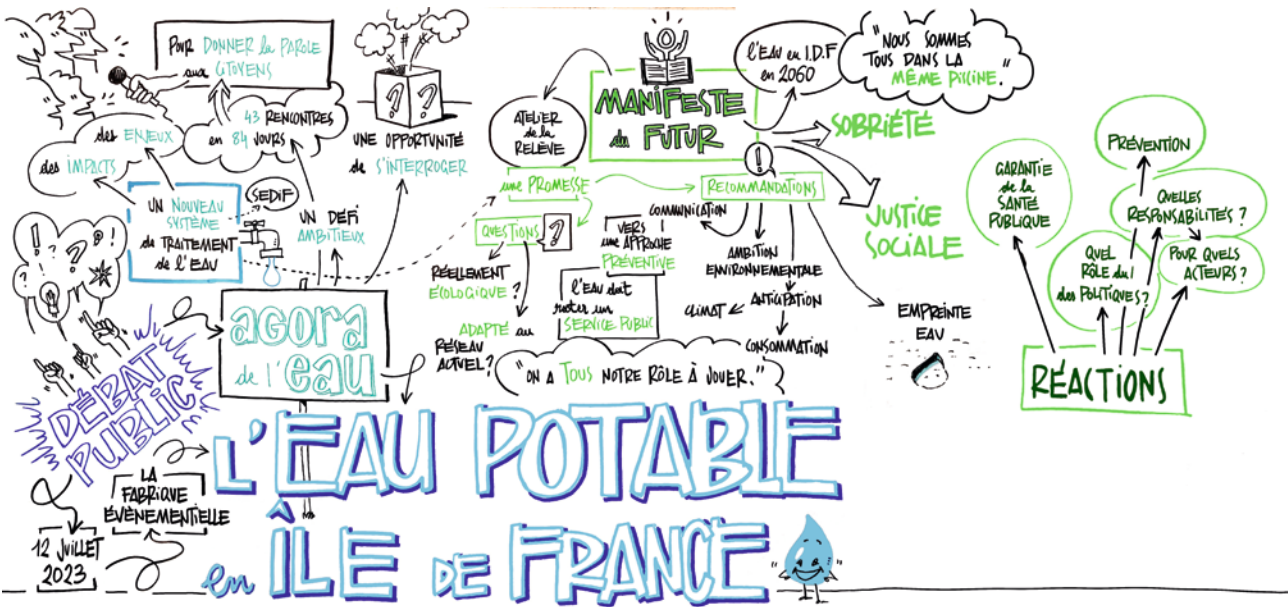 POUR DONNER la PAROLE
aux CITOYENS
43 RENCONTRES
en 84 JOURS
des ENJEUX
des IMPACTS
UN NOUVEAU
SYSTÈME
du TRAITEMENT
de l'EAU
SEDIF
UN DÉFI
AMBITIEUX
? ?
UNE OPPORTUNITÉ
de S'INTERROGER
! ? ? !
DÉBAT
PUBLIC
agora
de l'eau
12 JUILLET
2023
LA
FABRIQUE
ÉVÈNEMENTIELLE
L'EAU POTABLE
en ÎLE DE FRANCE
ATELIER
de la
RELÈVE
MANIFESTE
du FUTUR
l'EAU en I.D.F
en 2060
"NOUS SOMMES
TOUS DANS LA
MÊME PISCINE."
SOBRIÉTÉ
JUSTICE
SOCIALE
!
une PROMESSE
QUESTIONS ?
RÉELLEMENT
ÉCOLOGIQUE ?
ADAPTÉ au
RÉSEAU
ACTUEL ?
RECOMMANDATIONS
COMMUNICATION
VERS
une APPROCHE
PRÉVENTIVE
l'EAU doit
rester un
SERVICE PUBLIC
AMBITION
ENVIRONNEMENTALE
CLIMAT
ANTICIPATION
CONSOMMATION
EMPREINTE
EAU
"ON A TOUS NOTRE RÔLE À JOUER."
GARANTIE
de la
SANTÉ
PUBLIQUE
PRÉVENTION
QUELLES
RESPONSABILITÉS ?
QUEL
RÔLE du
des POLITIQUES ?
POUR QUELS
ACTEURS ?
RÉACTIONS